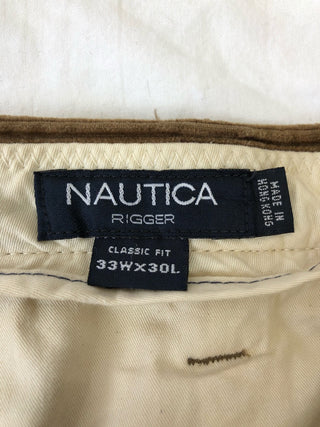 NAUTICA
RIGGER
MADE IN
HONG KONG
CLASSIC FIT
33WX30L